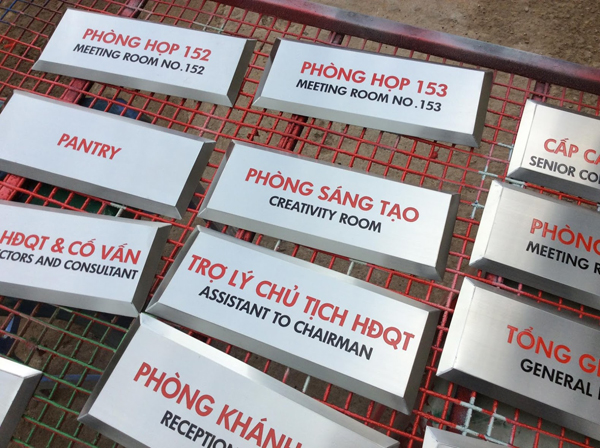 PHÒNG HỌP 152
MEETING ROOM NO.152
PHÒNG HỌP 153
MEETING ROOM NO.153
PANTRY
PHÒNG SÁNG TẠO
CREATIVITY ROOM
CẤP CA
SENIOR CO
HĐQT & CỐ VẤN
CTORS AND CONSULTANT
TRỢ LÝ CHỦ TỊCH HĐQT
ASSISTANT TO CHAIRMAN
PHÒNG
MEETING R
TỔNG GI
GENERAL
PHÒNG KHÁNH
RECEPTION